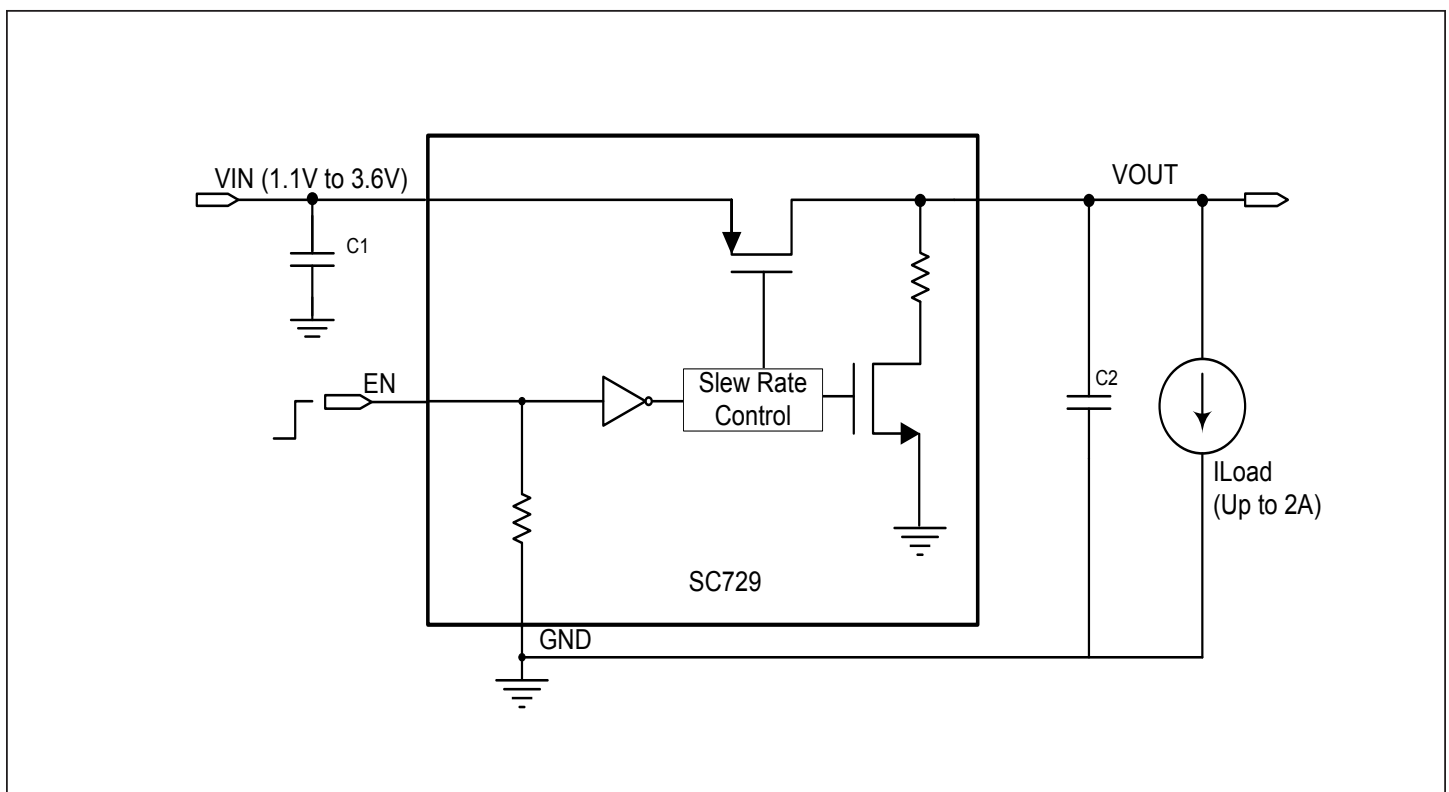 VIN (1.1V to 3.6V)
VOUT
C1
EN
Slew Rate
Control
C2
ILoad
(Up to 2A)
SC729
GND